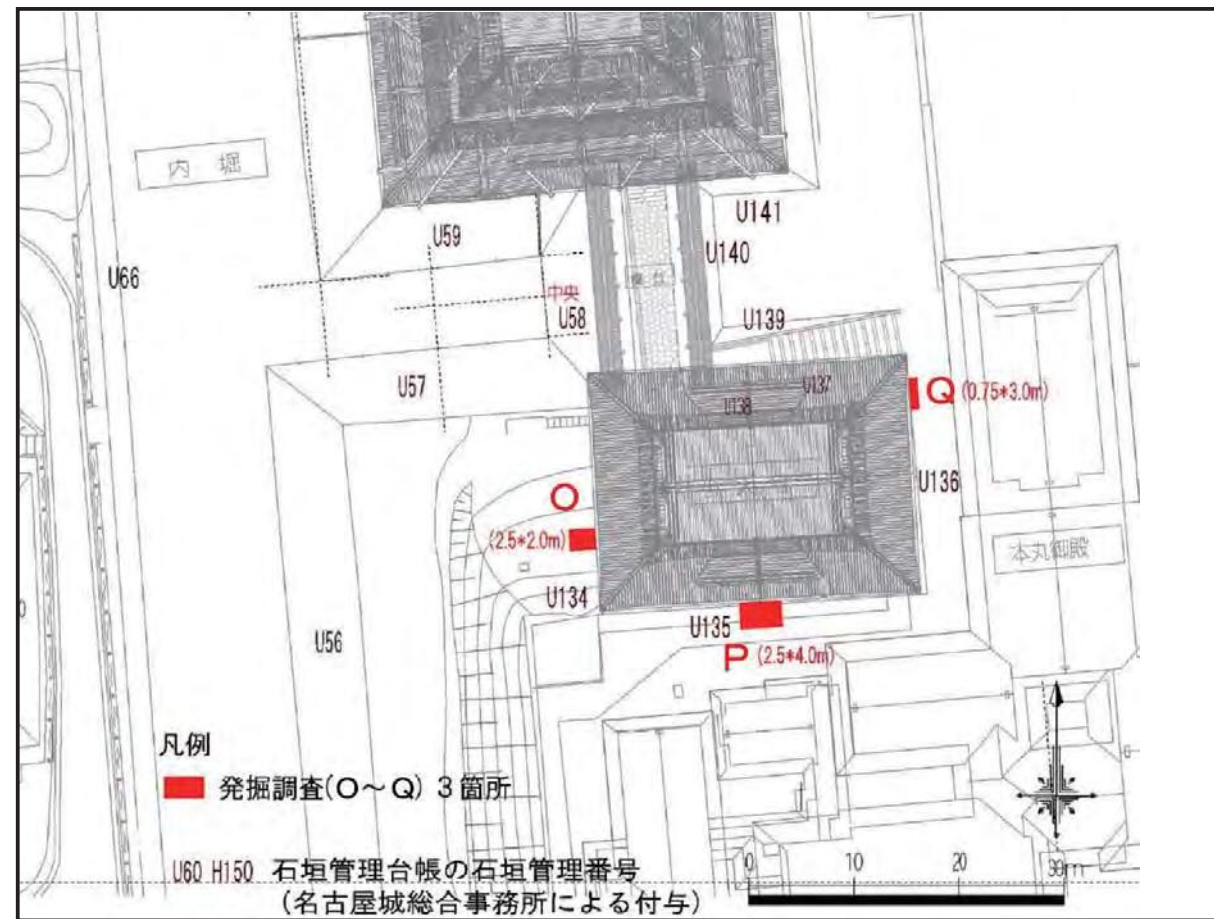 内 堀
U141
U59
U140
U66
中央
U58
U139
U57
U137
U138
Q (0.75*3.0m)
U136
O
(2.5*2.0m)
本丸御殿
U134
U135
U56
P (2.5*4.0m)
凡例
発掘調査(O~Q) 3箇所
U60 H150 石垣管理台帳の石垣管理番号
(名古屋城総合事務所による付与)
0 10 20 30m